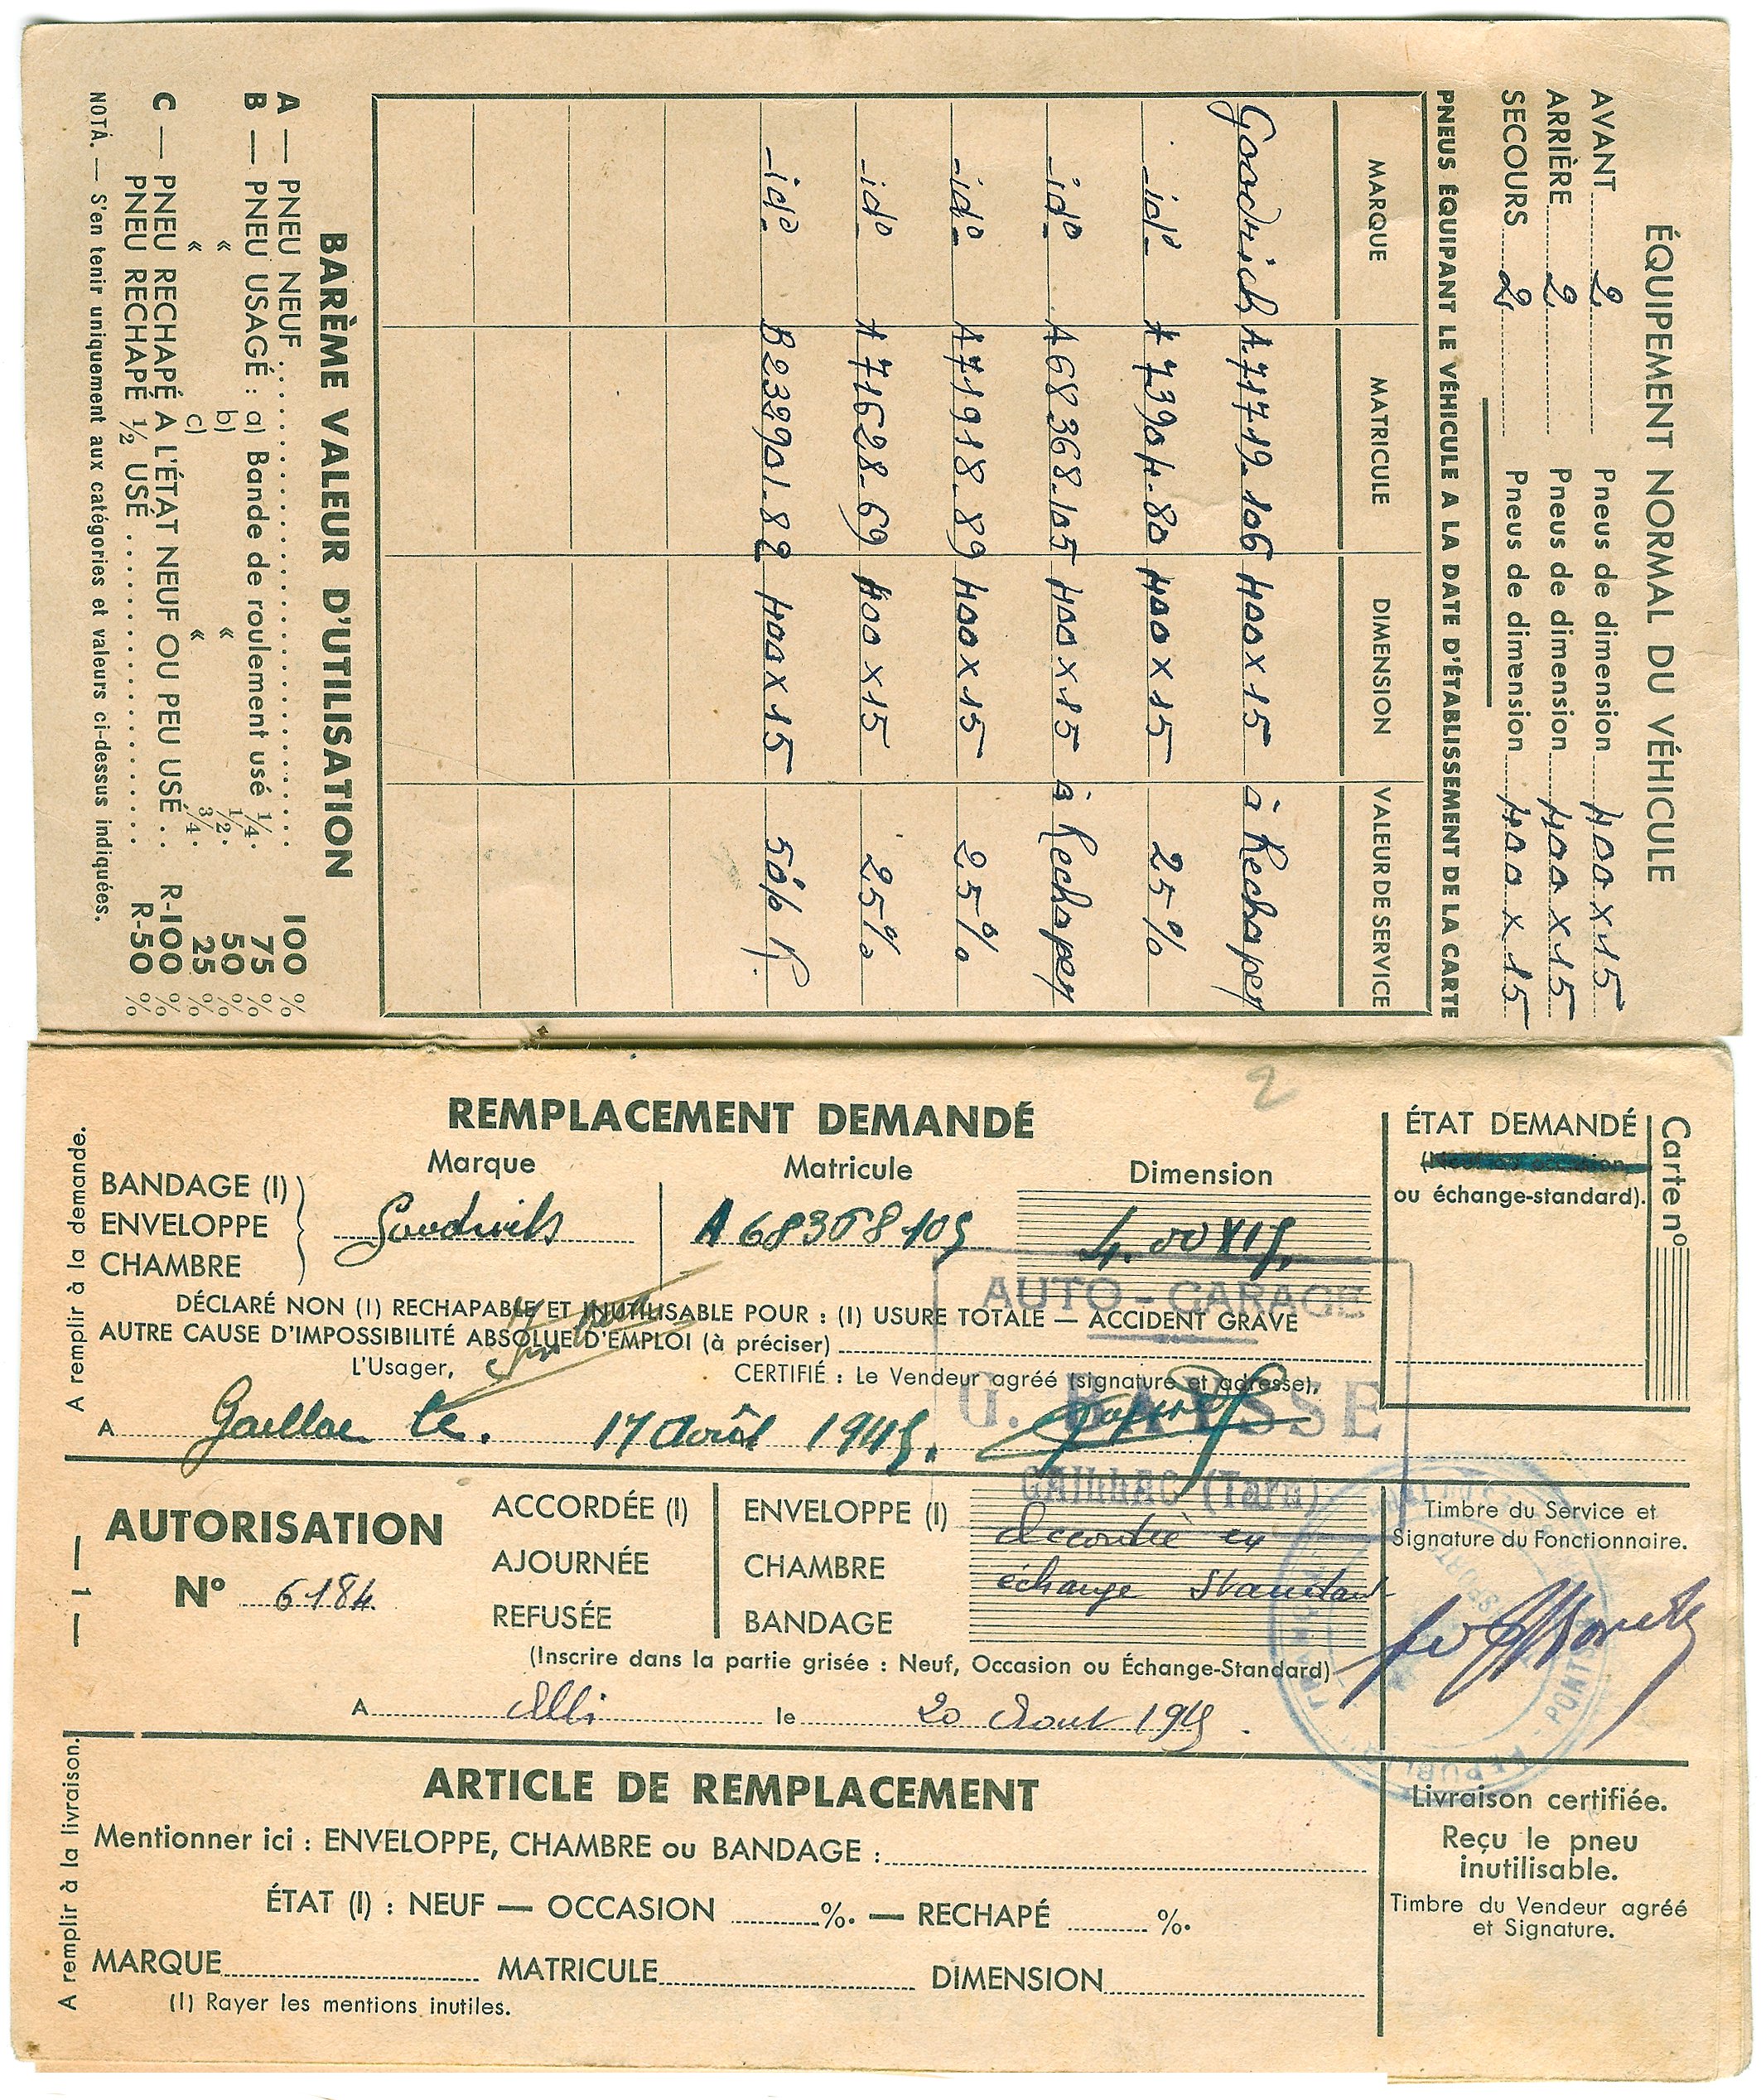 ÉQUIPEMENT NORMAL DU VÉHICULE
AVANT 2 Pneus de dimension 400 x 15
ARRIÈRE 2 Pneus de dimension 400 x 15
SECOURS 2 Pneus de dimension 400 x 15
PNEUS ÉQUIPANT LE VÉHICULE A LA DATE D'ÉTABLISSEMENT DE LA CARTE
MARQUE MATRICULE DIMENSION VALEUR DE SERVICE
Goodrich A 71719-106 400 x 15 à Rechaper
-id°- A 73904-80 400 x 15 25%
-id°- A 68368-105 400 x 15 à Rechaper
-id°- A 71918-89 400 x 15 25%
-id°- A 71628-69 400 x 15 25%
-id°- B 239901-82 400 x 15 50% R.
BARÈME VALEUR D'UTILISATION
A — PNEU NEUF 100 %
B — PNEU USAGÉ : a) Bande de roulement usé 1/4. 75 %
« b) « 1/2. 50 %
« c) « 3/4. 25 %
C — PNEU RECHAPÉ A L'ÉTAT NEUF OU PEU USÉ R-100 %
PNEU RECHAPÉ 1/2 USÉ R-50 %
NOTA. — S'en tenir uniquement aux catégories et valeurs ci-dessus indiquées.
2
REMPLACEMENT DEMANDÉ
A remplir à la demande.
Marque Matricule Dimension
BANDAGE (I)
ENVELOPPE
CHAMBRE
Goodrich A 68368 105 4.00X15.
ÉTAT DEMANDÉ
(Neuf ou occasion,
ou échange-standard).
Carte n°
DÉCLARÉ NON (I) RECHAPABLE ET INUTILISABLE POUR : (I) USURE TOTALE — ACCIDENT GRAVE
AUTRE CAUSE D'IMPOSSIBILITÉ ABSOLUE D'EMPLOI (à préciser)
L'Usager, CERTIFIÉ : Le Vendeur agréé (signature et adresse),
A Gaillac le. 17 Août 1945.
AUTO-GARAGE
G. BAYSSE
GAILLAC (Tarn)
— 1 —
AUTORISATION
N° 6184
ACCORDÉE (I)
AJOURNÉE
REFUSÉE
ENVELOPPE (I)
CHAMBRE
BANDAGE
Accordée en
échange Standard
Timbre du Service et
Signature du Fonctionnaire.
(Inscrire dans la partie grisée : Neuf, Occasion ou Échange-Standard)
A Albi le 20 Aout 1945.
A remplir à la livraison.
ARTICLE DE REMPLACEMENT
Mentionner ici : ENVELOPPE, CHAMBRE ou BANDAGE :
ÉTAT (I) : NEUF — OCCASION %. — RECHAPÉ %.
MARQUE MATRICULE DIMENSION
(I) Rayer les mentions inutiles.
Livraison certifiée.
Reçu le pneu
inutilisable.
Timbre du Vendeur agréé
et Signature.